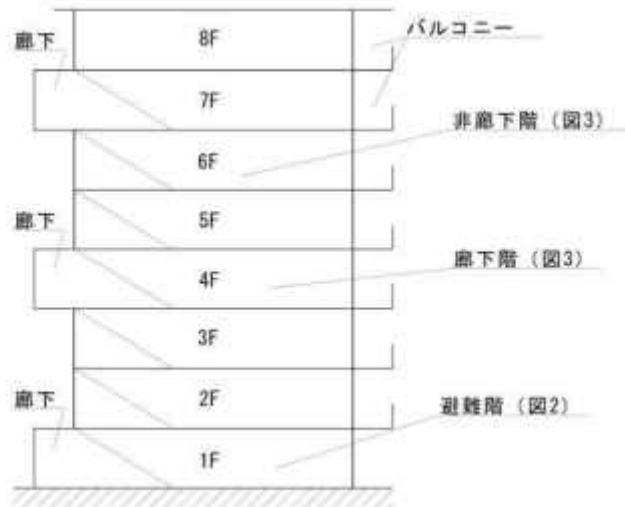 廊下
8F
バルコニー
7F
非廊下階（図3）
6F
廊下
5F
廊下階（図3）
4F
3F
廊下
2F
避難階（図2）
1F